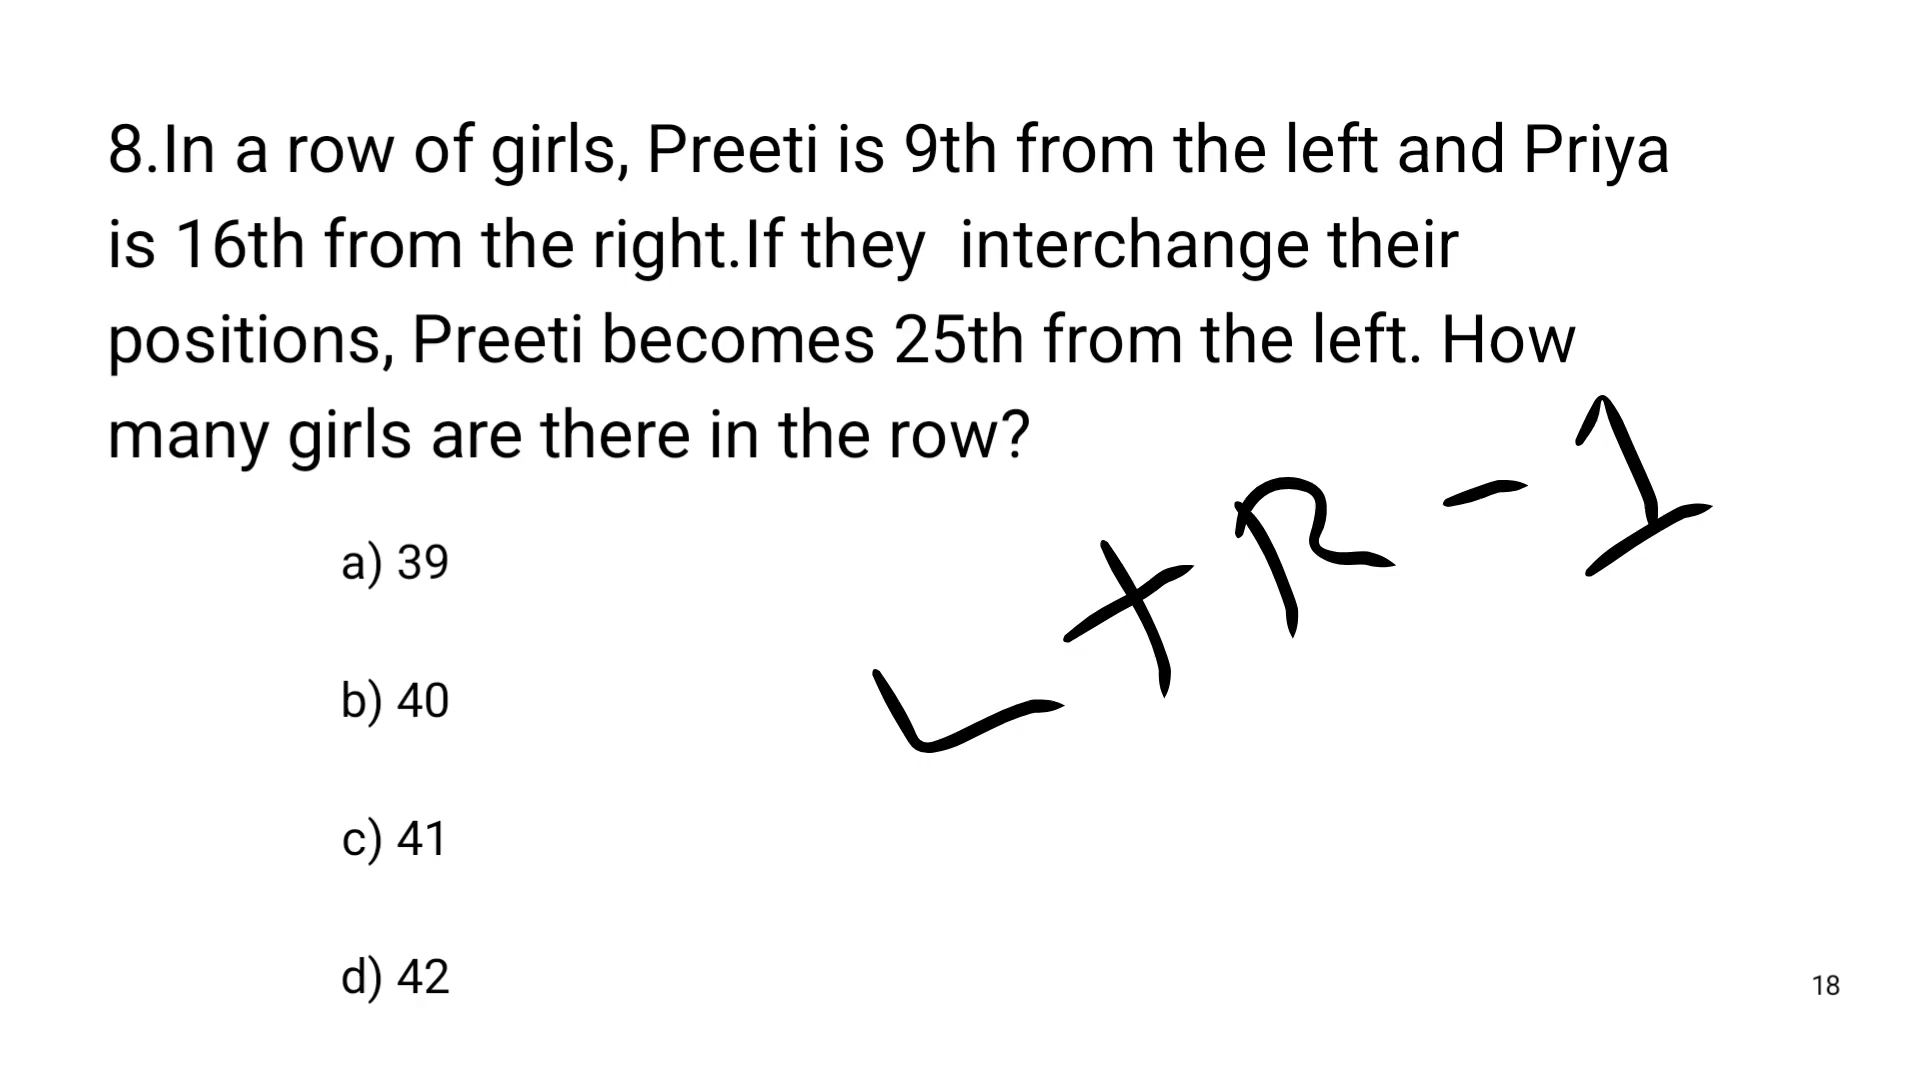 8.In a row of girls, Preeti is 9th from the left and Priya
is 16th from the right.If they  interchange their
positions, Preeti becomes 25th from the left. How
many girls are there in the row?
L + R - 1
a) 39
b) 40
c) 41
d) 42
18